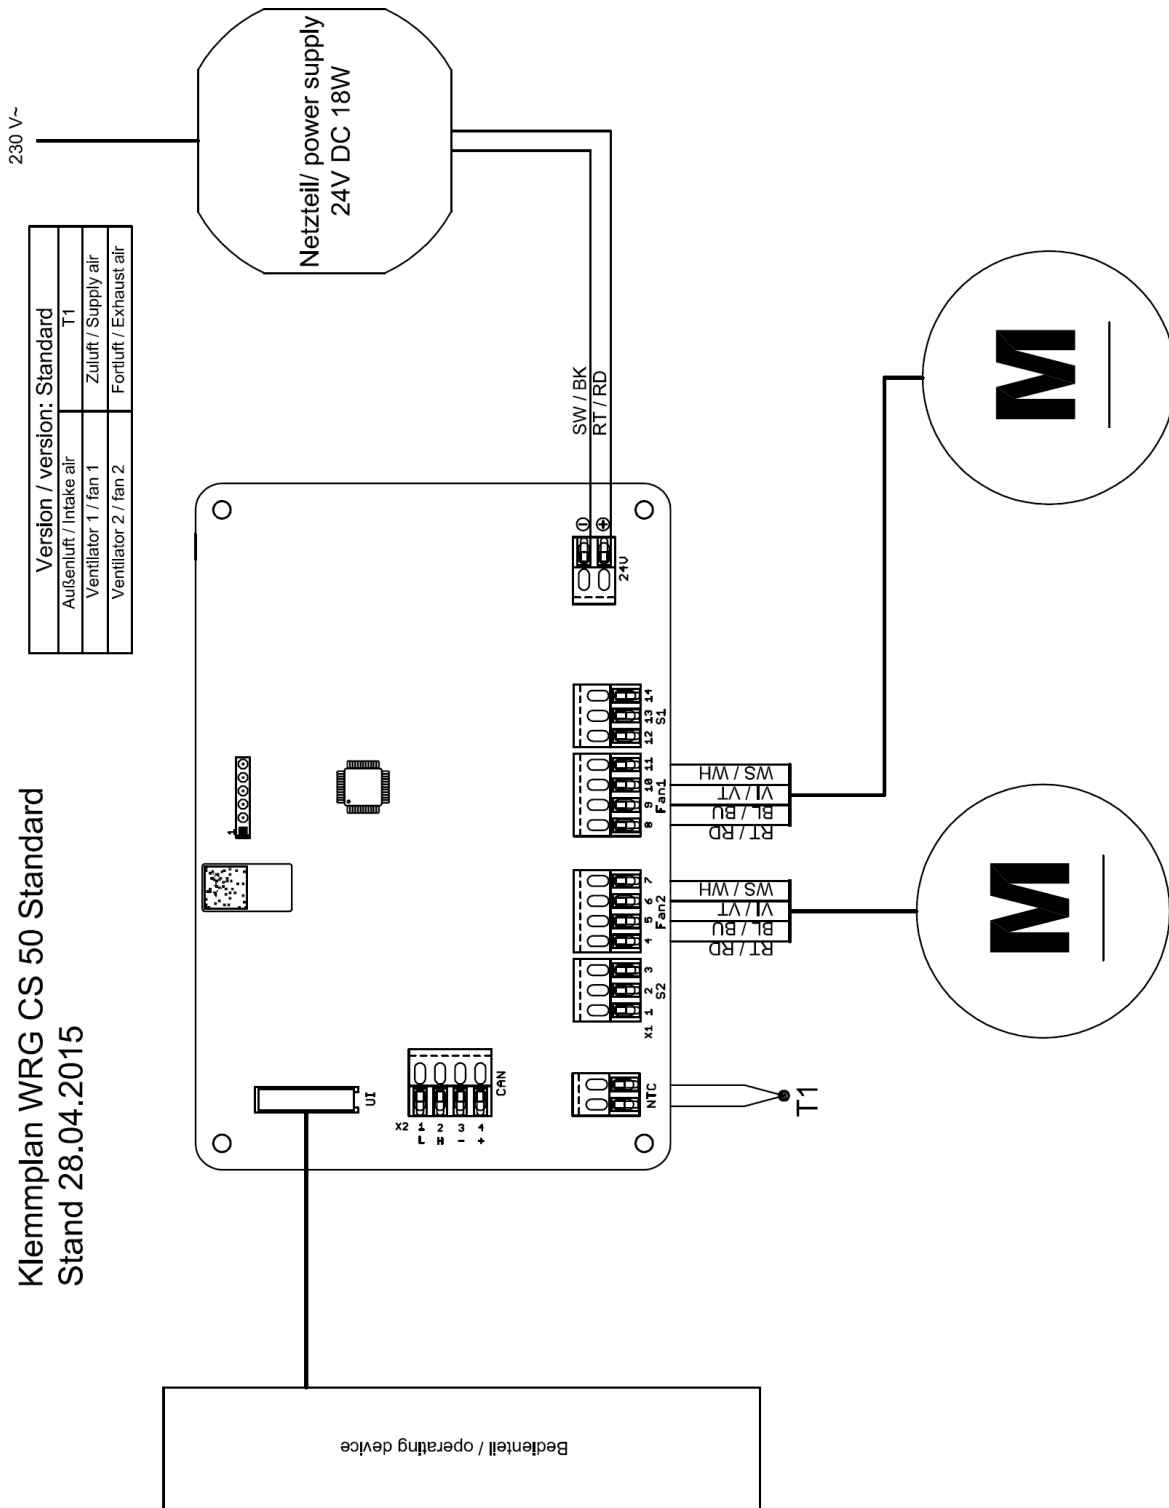 Klemmplan WRG CS 50 Standard
Stand 28.04.2015
Version / version: Standard
Außenluft / Intake air T1
Ventilator 1 / fan 1 Zuluft / Supply air
Ventilator 2 / fan 2 Fortluft / Exhaust air
230 V~
Netzteil/ power supply
24V DC 18W
SW / BK
RT / RD
24V
1
UI
X2 1 2 3 4
L H - +
CAN
NTC
T1
X1 1 2 3
S2
4 5 6 7
Fan2
8 9 10 11
Fan1
12 13 14
S1
RT / RD
BL / BU
VI / VT
WS / WH
RT / RD
BL / BU
VI / VT
WS / WH
M
M
Bedienteil / operating device